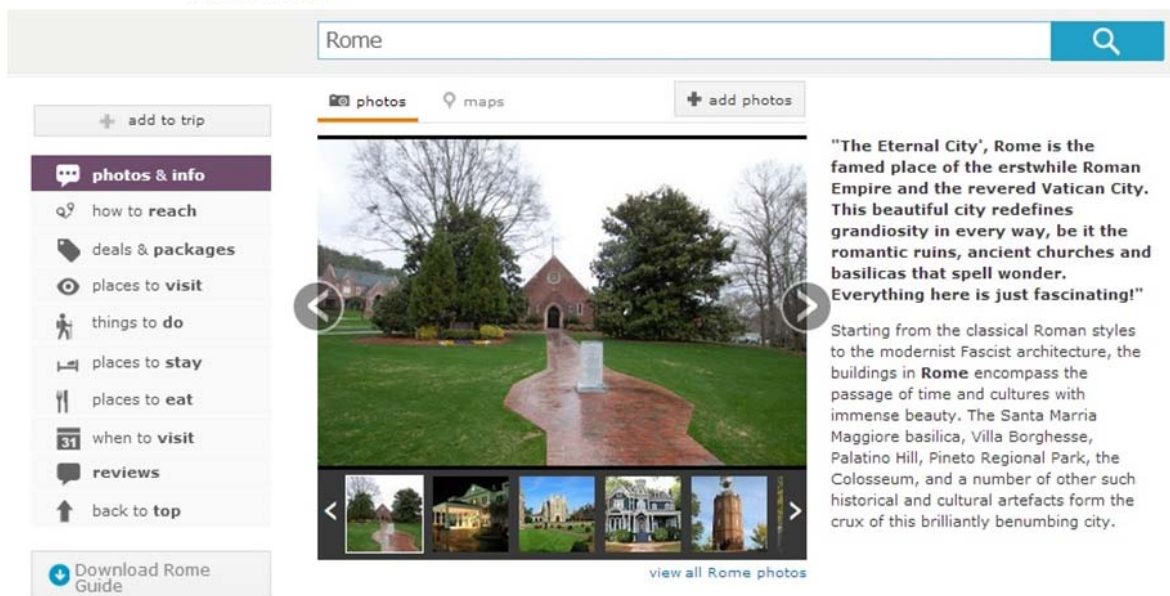 Rome
photos
maps
add photos
add to trip
photos & info
how to reach
deals & packages
places to visit
things to do
places to stay
places to eat
31
when to visit
reviews
back to top
Download Rome
Guide
view all Rome photos
"The Eternal City', Rome is the
famed place of the erstwhile Roman
Empire and the revered Vatican City.
This beautiful city redefines
grandiosity in every way, be it the
romantic ruins, ancient churches and
basilicas that spell wonder.
Everything here is just fascinating!"
Starting from the classical Roman styles
to the modernist Fascist architecture, the
buildings in Rome encompass the
passage of time and cultures with
immense beauty. The Santa Marria
Maggiore basilica, Villa Borghesse,
Palatino Hill, Pineto Regional Park, the
Colosseum, and a number of other such
historical and cultural artefacts form the
crux of this brilliantly benumbing city.